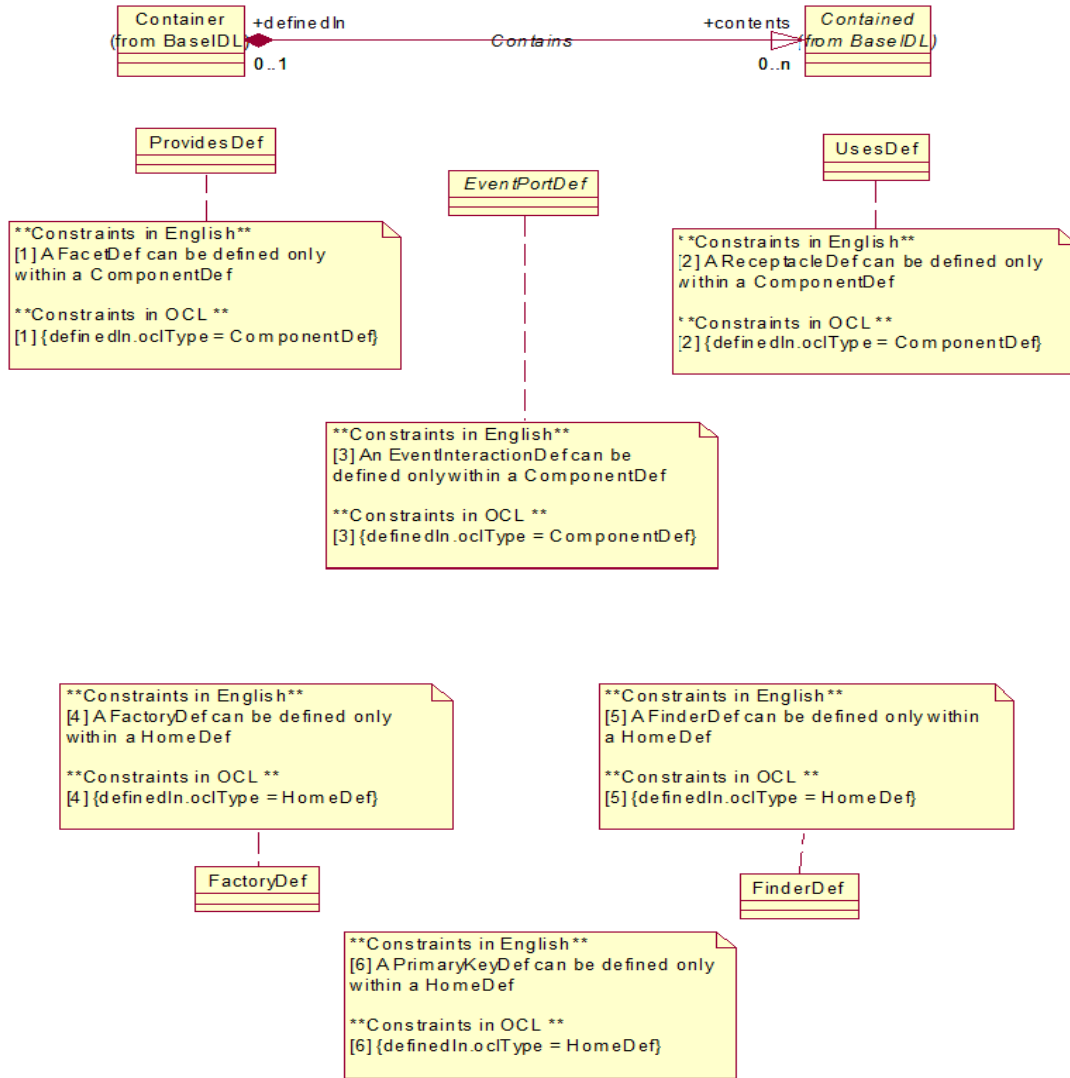 Container
(from BaseIDL)
+definedIn
0..1
Contains
+contents
0..n
Contained
(from BaseIDL)
ProvidesDef
EventPortDef
UsesDef
**Constraints in English**
[1] A FacetDef can be defined only
within a ComponentDef
**Constraints in OCL **
[1] {definedIn.oclType = ComponentDef}
**Constraints in English**
[2] A ReceptacleDef can be defined only
within a ComponentDef
**Constraints in OCL **
[2] {definedIn.oclType = ComponentDef}
**Constraints in English**
[3] An EventInteractionDef can be
defined only within a ComponentDef
**Constraints in OCL **
[3] {definedIn.oclType = ComponentDef}
**Constraints in English**
[4] A FactoryDef can be defined only
within a HomeDef
**Constraints in OCL **
[4] {definedIn.oclType = HomeDef}
**Constraints in English**
[5] A FinderDef can be defined only within
a HomeDef
**Constraints in OCL **
[5] {definedIn.oclType = HomeDef}
FactoryDef
FinderDef
**Constraints in English**
[6] A PrimaryKeyDef can be defined only
within a HomeDef
**Constraints in OCL **
[6] {definedIn.oclType = HomeDef}